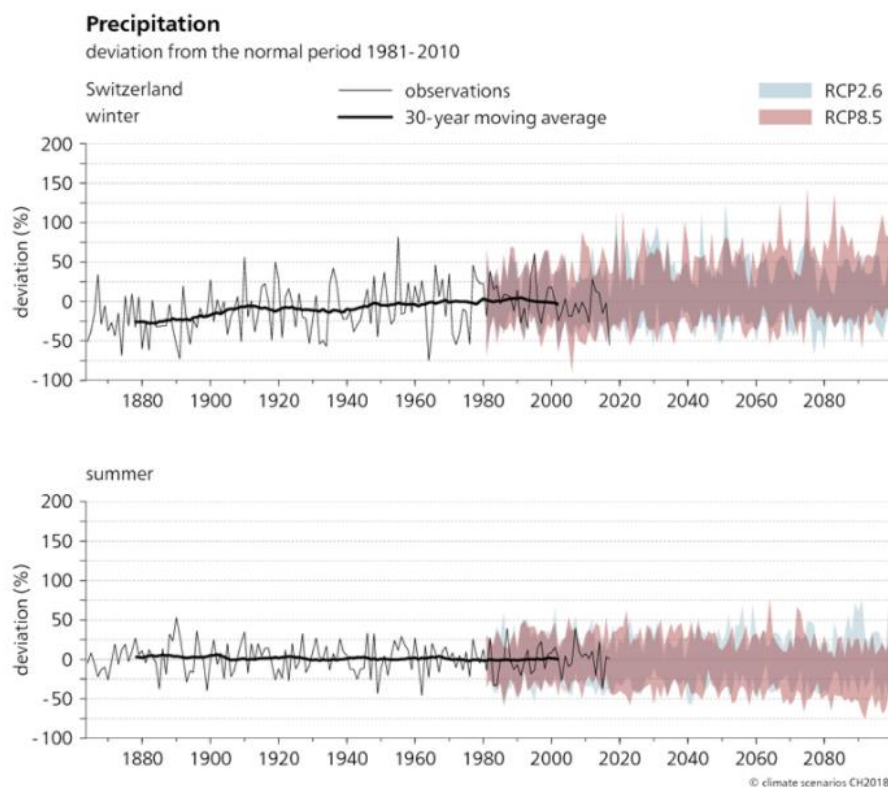 Precipitation
deviation from the normal period 1981-2010
Switzerland
winter
observations
30-year moving average
RCP2.6
RCP8.5
deviation (%)
200
150
100
50
0
-50
-100
1880 1900 1920 1940 1960 1980 2000 2020 2040 2060 2080
summer
deviation (%)
200
150
100
50
0
-50
-100
1880 1900 1920 1940 1960 1980 2000 2020 2040 2060 2080
© climate scenarios CH2018